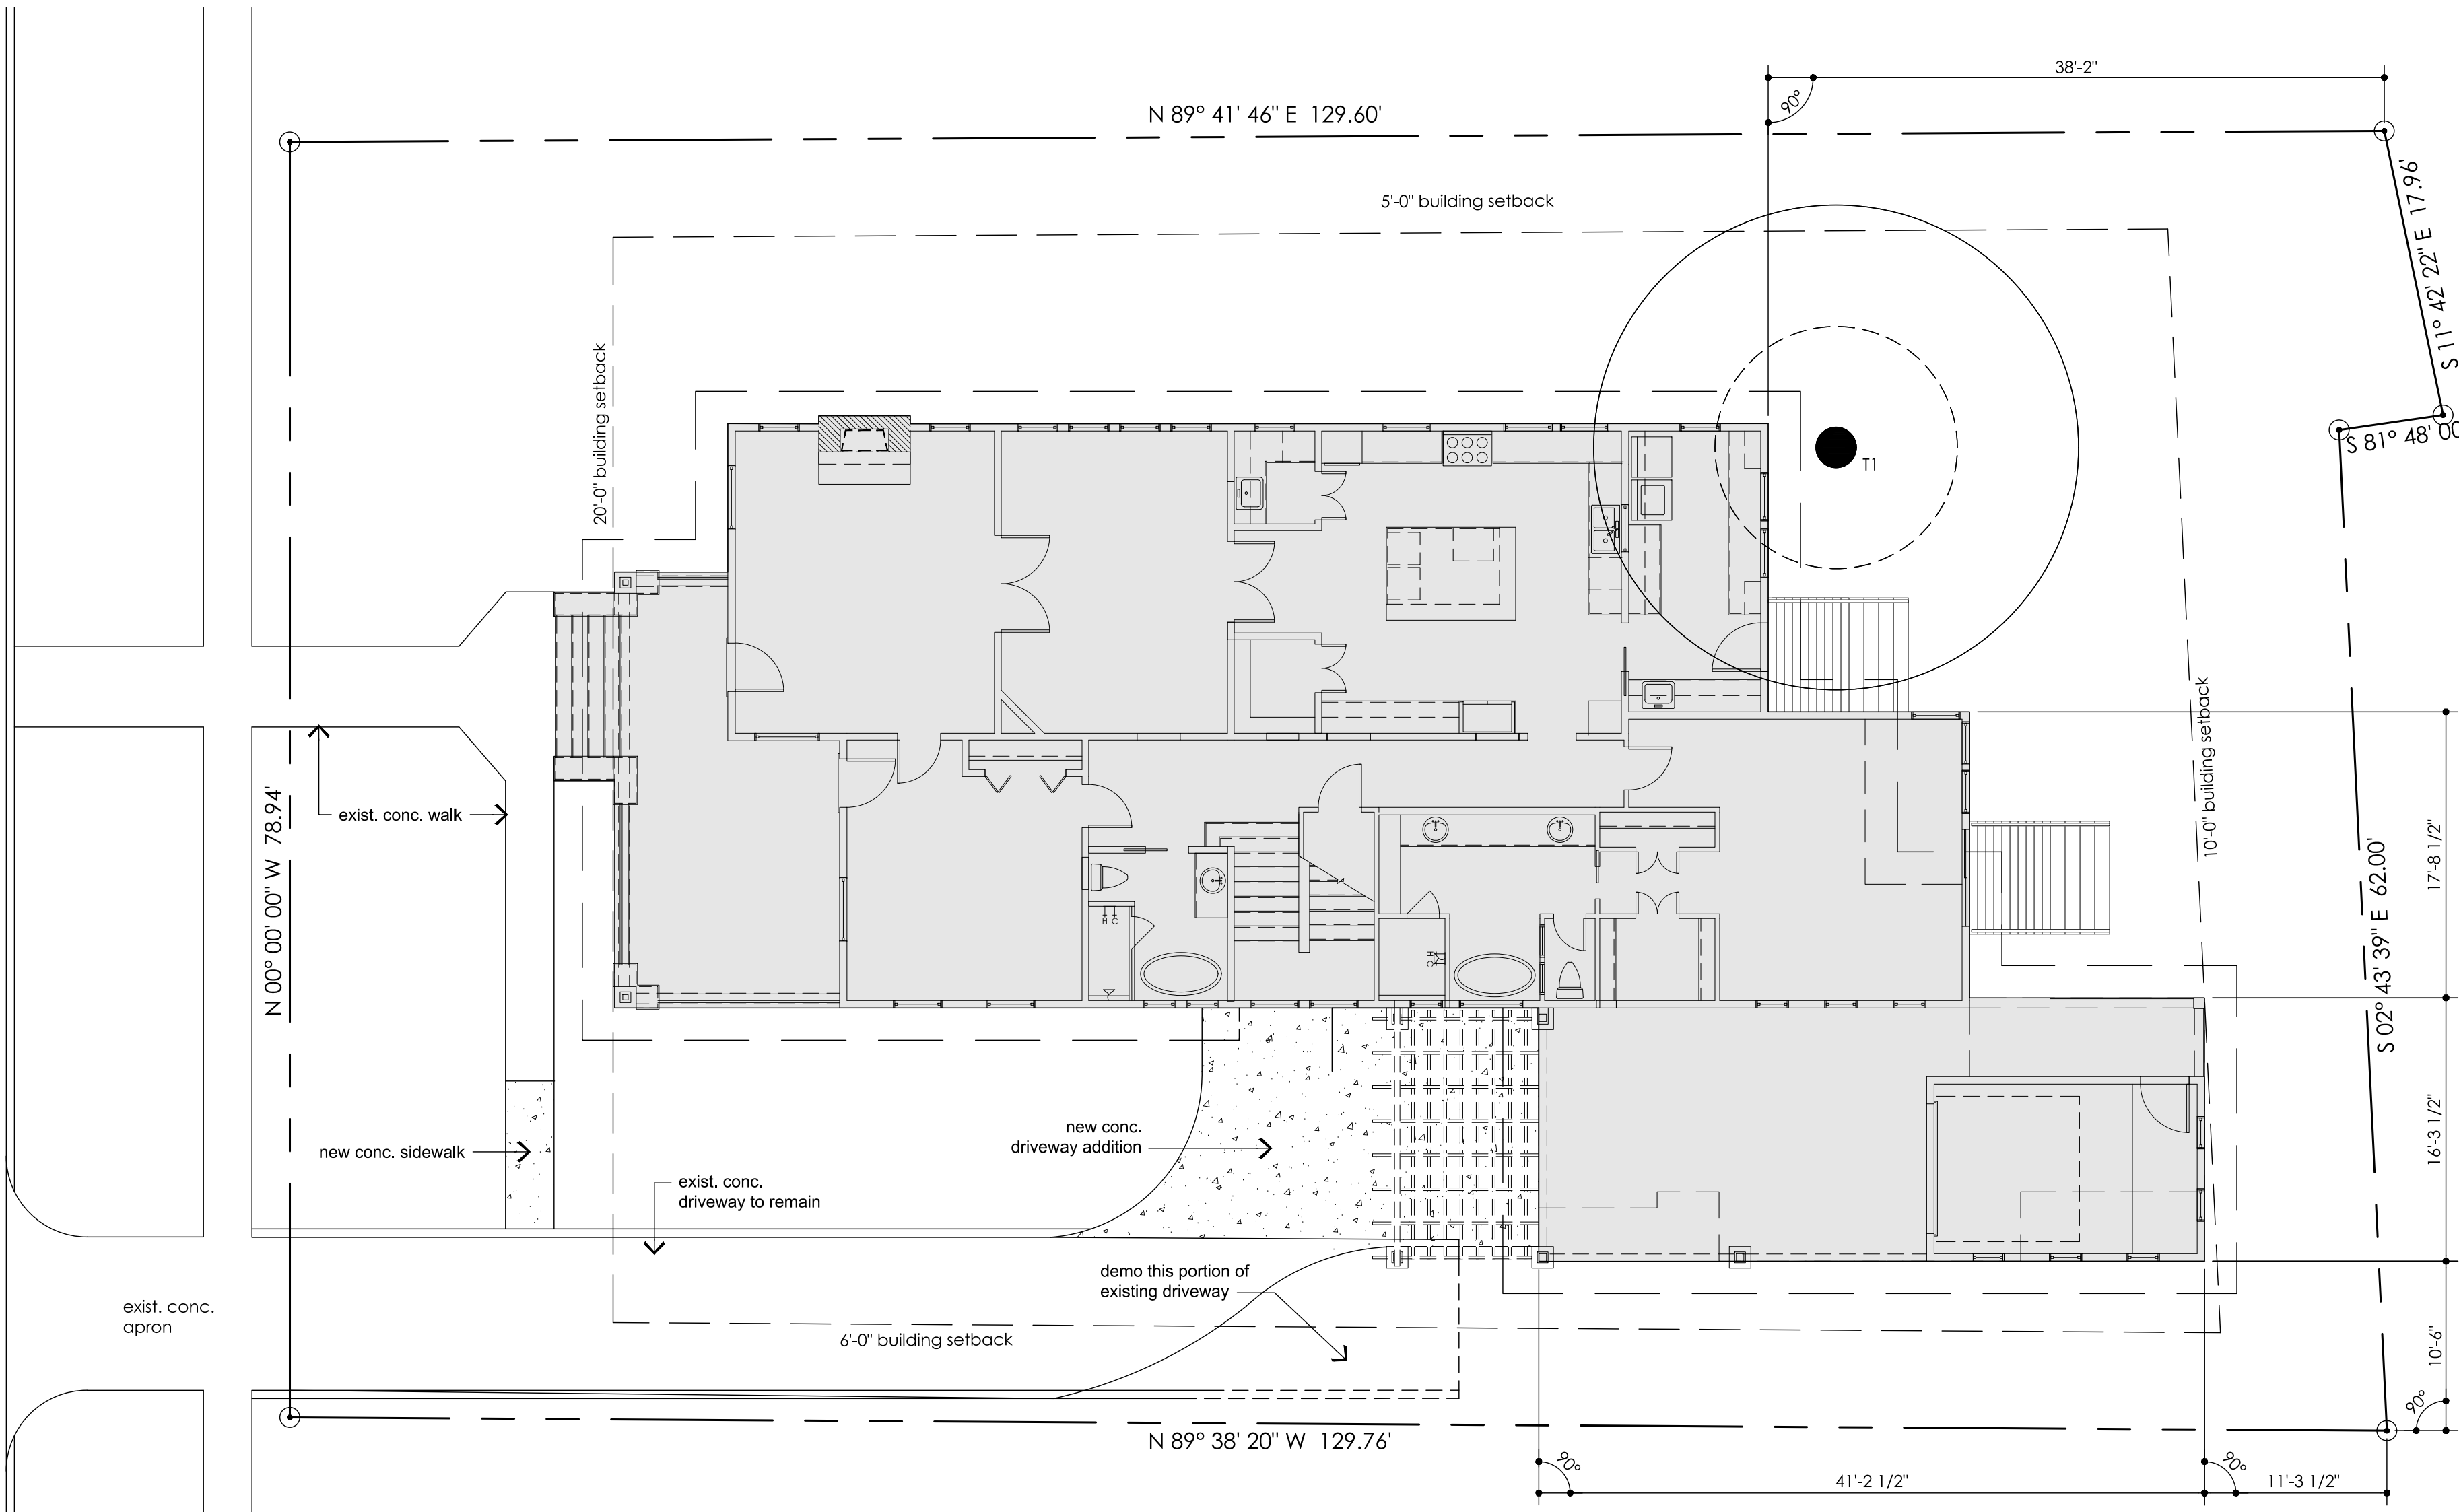 38'-2"
90°
N 89° 41' 46" E 129.60'
5'-0" building setback
S 11° 42' 22" E 17.96'
20'-0" building setback
S 81° 48' 00
T1
10'-0" building setback
exist. conc. walk
N 00° 00' 00" W 78.94'
17'-8 1/2"
S 02° 43' 39" E 62.00'
H C
H C
new conc. sidewalk
new conc.
driveway addition
16'-3 1/2"
exist. conc.
driveway to remain
demo this portion of
existing driveway
exist. conc.
apron
6'-0" building setback
10'-6"
90°
N 89° 38' 20" W 129.76'
90°
41'-2 1/2"
90°
11'-3 1/2"